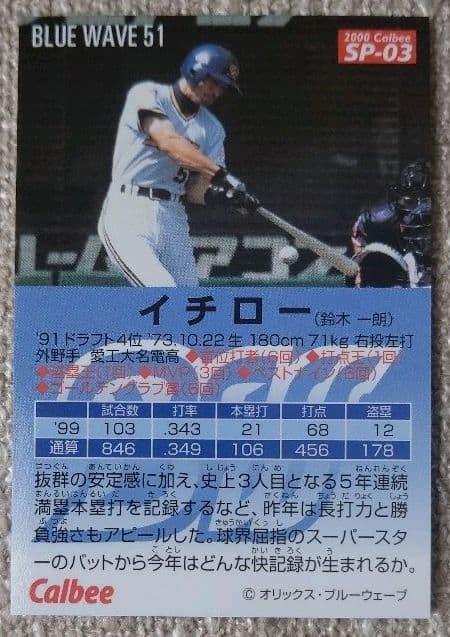 BLUE WAVE 51
2000 Calbee
SP-03
イチロー(鈴木 一朗)
'91ドラフト4位 '73.10.22生 180cm 71kg 右投左打
外野手 愛工大名電高 ◆首位打者(6回)◆打点王(1回)
◆盗塁王(1回)◆MVP(3回)◆ベストナイン(6回)
◆ゴールデングラブ賞(6回)
試合数 打率 本塁打 打点 盗塁
'99 103 .343 21 68 12
通算 846 .349 106 456 178
抜群の安定感に加え、史上3人目となる5年連続
満塁本塁打を記録するなど、昨年は長打力と勝
負強さもアピールした。球界屈指のスーパースタ
ーのバットから今年はどんな快記録が生まれるか。
Calbee
© オリックス・ブルーウェーブ